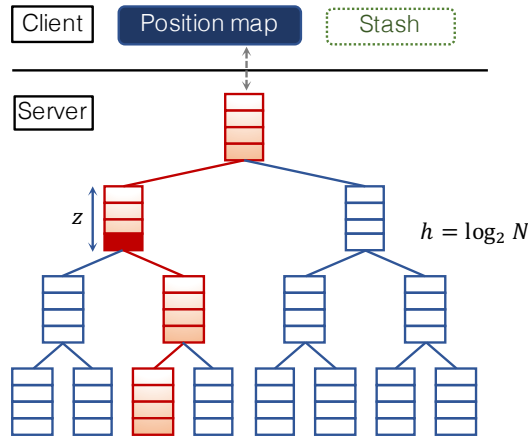 Client
Position map
Stash
Server
z
h = log₂ N